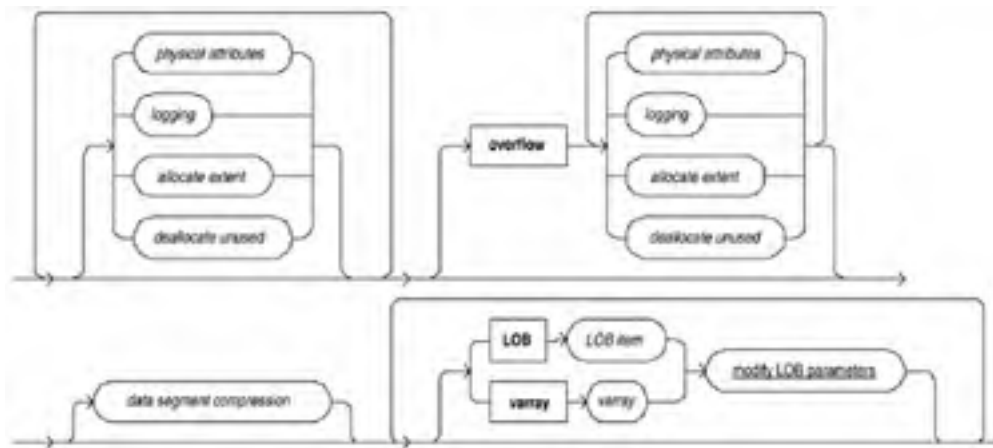 physical attributes
logging
allocate extent
deallocate unused
overflow
physical attributes
logging
allocate extent
deallocate unused
LOB
LOB item
varray
varray
modify LOB parameters
data segment compression